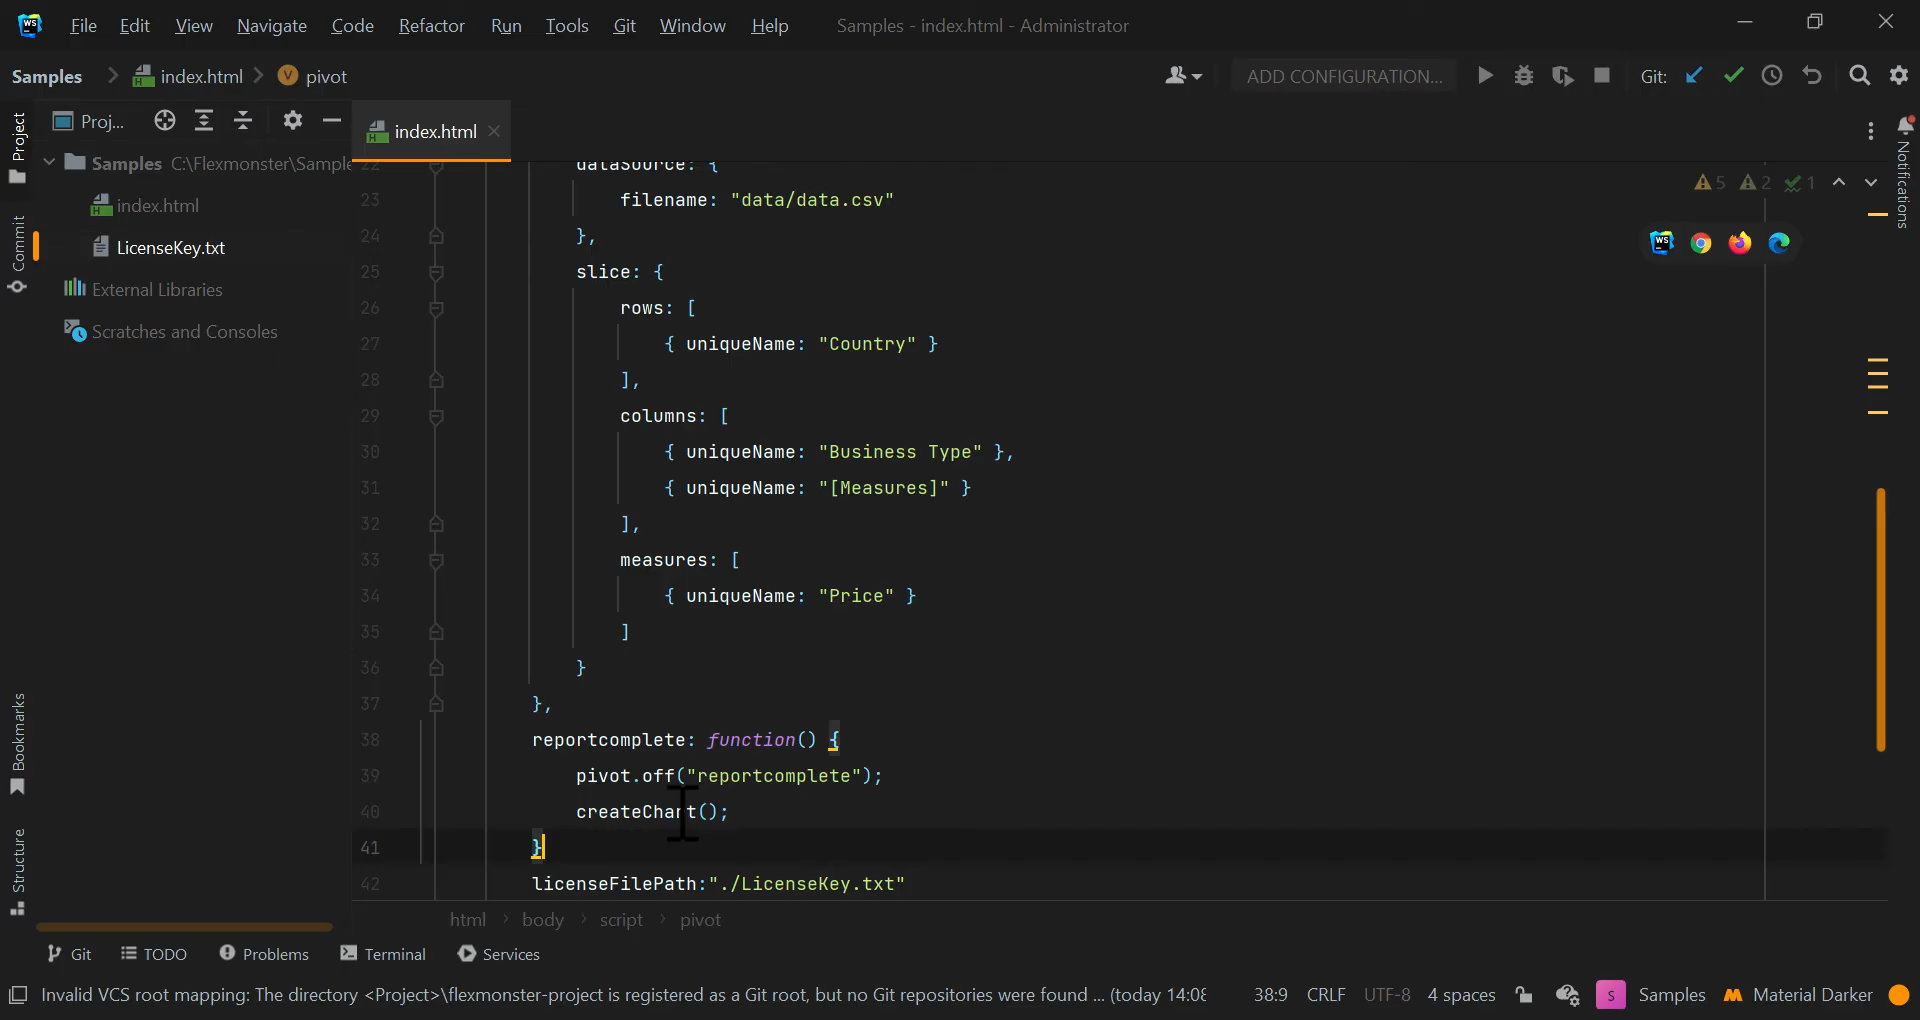 WS File Edit View Navigate Code Refactor Run Tools Git Window Help Samples - index.html - Administrator
Samples index.html V pivot ADD CONFIGURATION... Git:
Proj... index.html
Project
Samples C:\Flexmonster\Sample
index.html
LicenseKey.txt
External Libraries
Scratches and Consoles
Commit
Bookmarks
Structure
Notifications
5 2 1
22 dataSource: {
23 filename: "data/data.csv"
24 },
25 slice: {
26 rows: [
27 { uniqueName: "Country" }
28 ],
29 columns: [
30 { uniqueName: "Business Type" },
31 { uniqueName: "[Measures]" }
32 ],
33 measures: [
34 { uniqueName: "Price" }
35 ]
36 }
37 },
38 reportcomplete: function() {
39 pivot.off("reportcomplete");
40 createChart();
41 }
42 licenseFilePath:"./LicenseKey.txt"
html body script pivot
Git TODO Problems Terminal Services
Invalid VCS root mapping: The directory <Project>\flexmonster-project is registered as a Git root, but no Git repositories were found ... (today 14:08 38:9 CRLF UTF-8 4 spaces S Samples Material Darker